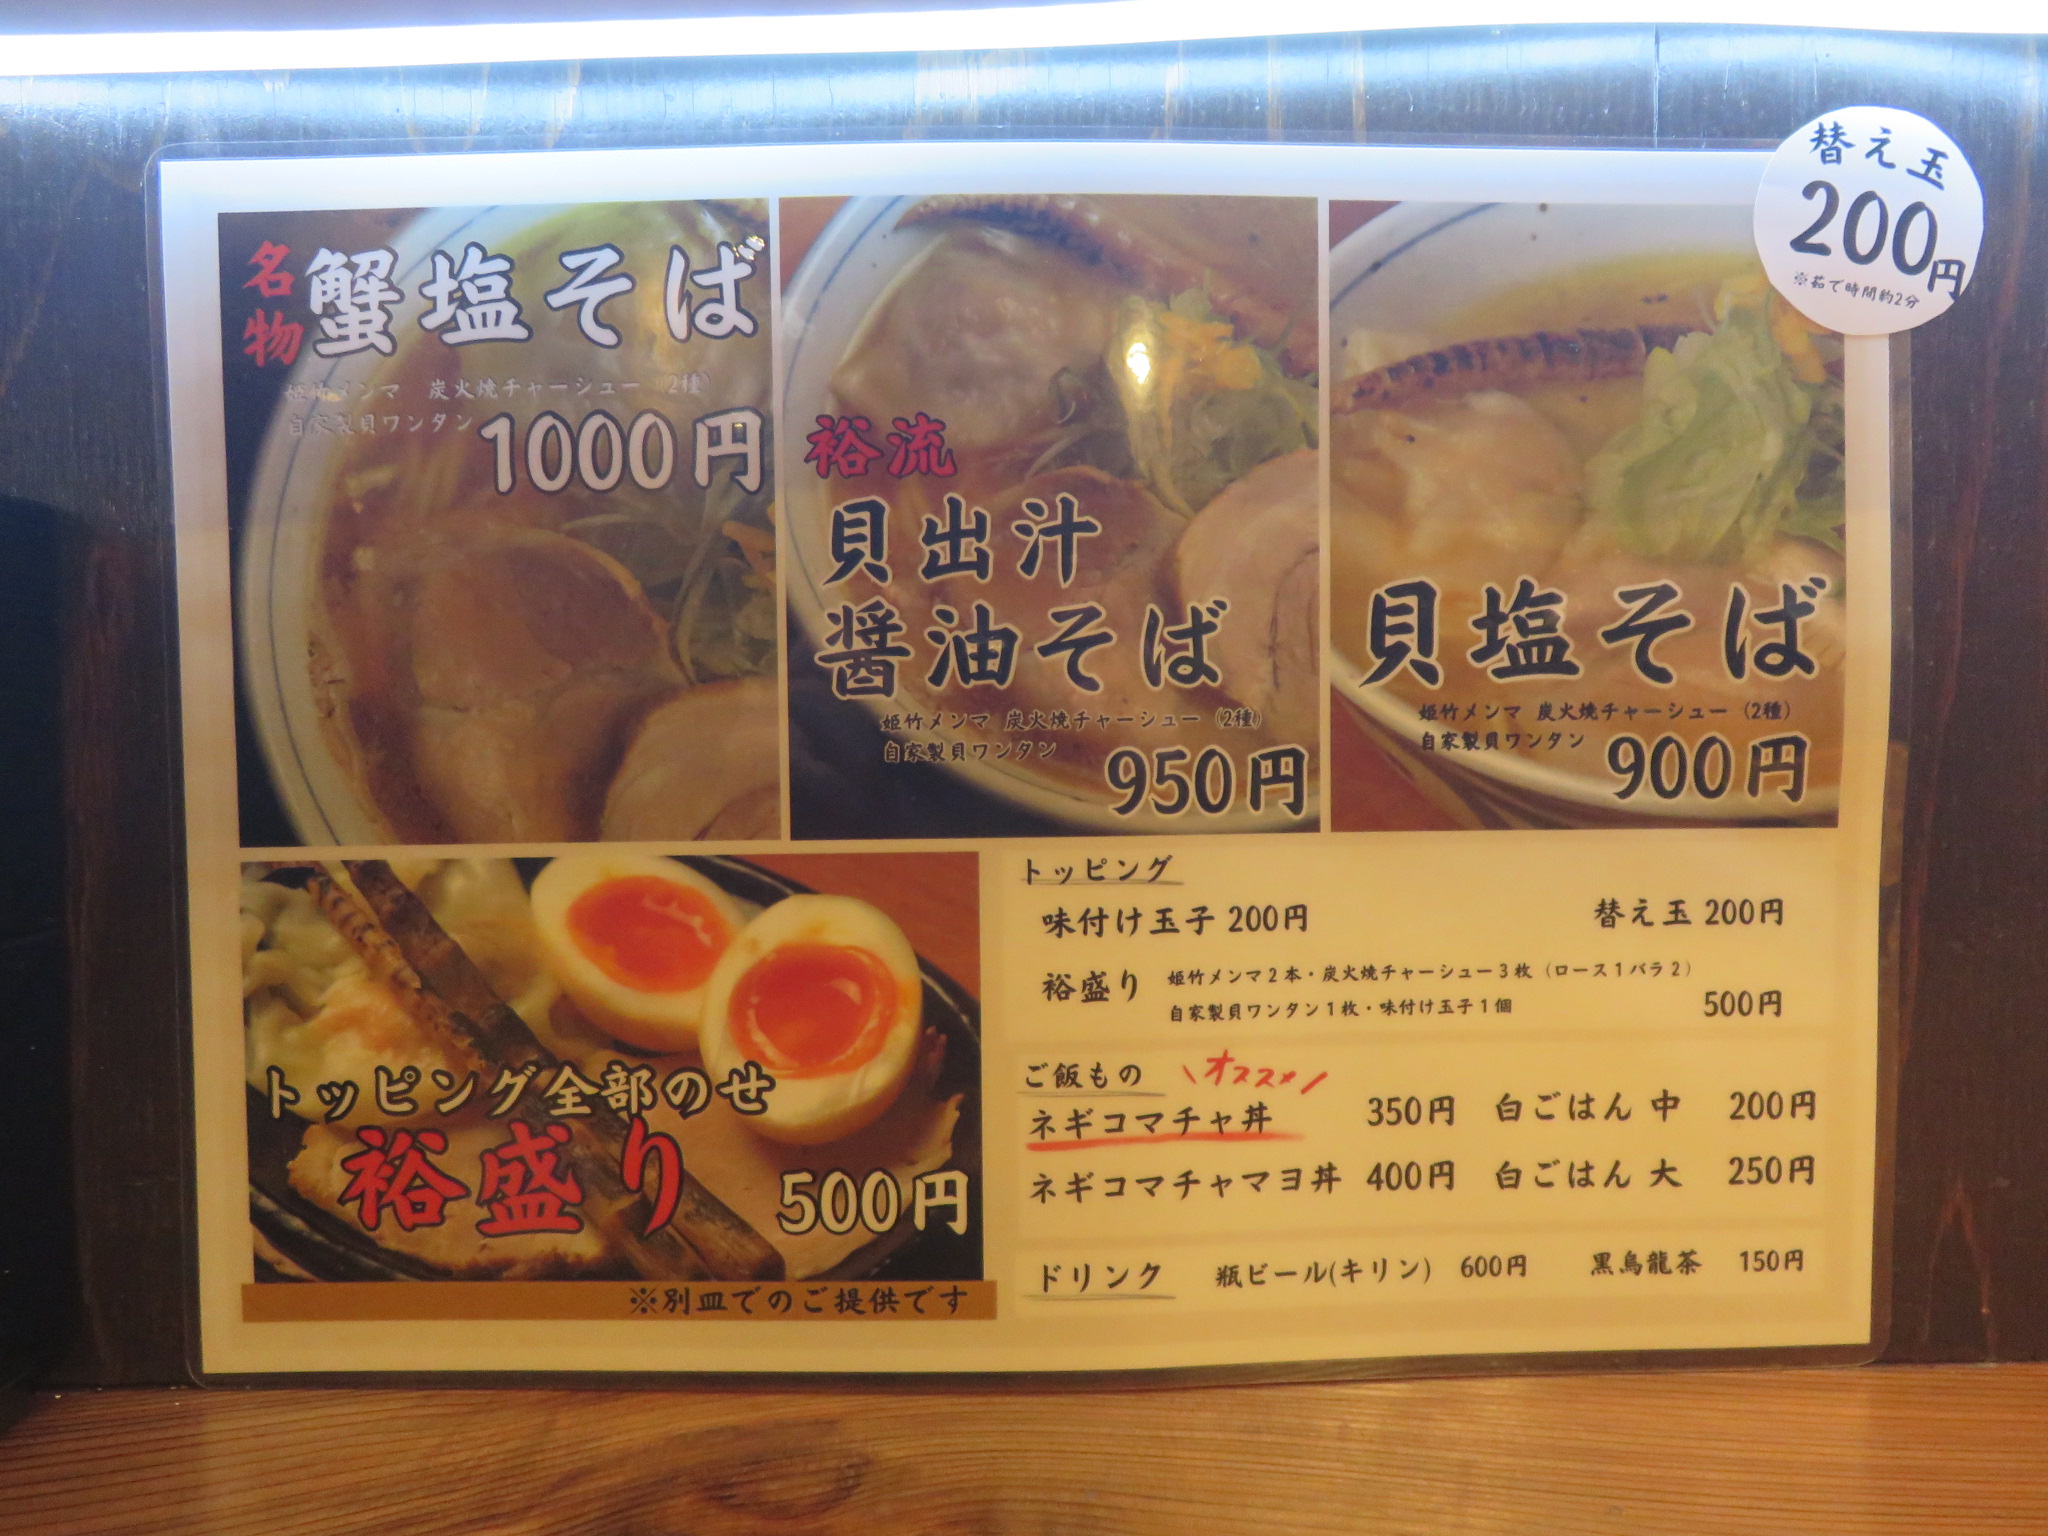 替え玉
200円
※茹で時間約2分
名物
蟹塩そば
姫竹メンマ 炭火焼チャーシュー (2種)
自家製貝ワンタン
1000円
裕流
貝出汁
醤油そば
姫竹メンマ 炭火焼チャーシュー (2種)
自家製貝ワンタン
950円
貝塩そば
姫竹メンマ 炭火焼チャーシュー (2種)
自家製貝ワンタン
900円
トッピング全部のせ
裕盛り
500円
※別皿でのご提供です
トッピング
味付け玉子 200円 替え玉 200円
裕盛り 姫竹メンマ2本・炭火焼チャーシュー3枚 (ロース1バラ2)
自家製貝ワンタン1枚・味付け玉子1個 500円
ご飯もの \オススメ/
ネギコマチャ丼 350円 白ごはん 中 200円
ネギコマチャマヨ丼 400円 白ごはん 大 250円
ドリンク 瓶ビール(キリン) 600円 黒烏龍茶 150円